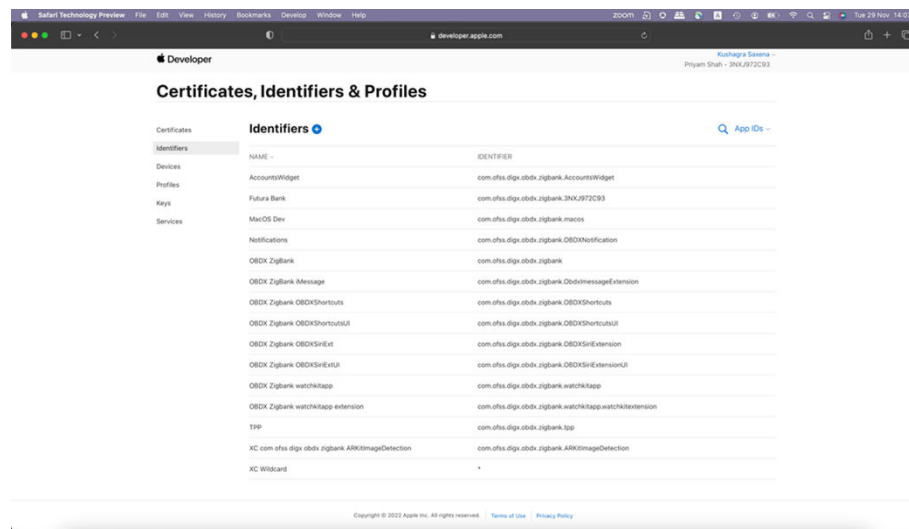 Safari Technology Preview File Edit View History Bookmarks Develop Window Help zoom Tue 29 Nov 14:0
developer.apple.com
Developer
Kushagra Saxena
Priyam Shah - 3NXJ972C93
Certificates, Identifiers & Profiles
Certificates
Identifiers
Devices
Profiles
Keys
Services
Identifiers
App IDs
NAME IDENTIFIER
AccountsWidget com.ofss.digx.obdx.zigbank.AccountsWidget
Futura Bank com.ofss.digx.obdx.zigbank.3NXJ972C93
MacOS Dev com.ofss.digx.obdx.zigbank.macos
Notifications com.ofss.digx.obdx.zigbank.OBDXNotification
OBDX ZigBank com.ofss.digx.obdx.zigbank
OBDX ZigBank iMessage com.ofss.digx.obdx.zigbank.ObdxImessageExtension
OBDX Zigbank OBDXShortcuts com.ofss.digx.obdx.zigbank.OBDXShortcuts
OBDX Zigbank OBDXShortcutsUI com.ofss.digx.obdx.zigbank.OBDXShortcutsUI
OBDX Zigbank OBDXSiriExt com.ofss.digx.obdx.zigbank.OBDXSiriExtension
OBDX Zigbank OBDXSiriExtUI com.ofss.digx.obdx.zigbank.OBDXSiriExtensionUI
OBDX Zigbank watchkitapp com.ofss.digx.obdx.zigbank.watchkitapp
OBDX Zigbank watchkitapp extension com.ofss.digx.obdx.zigbank.watchkitapp.watchkitextension
TPP com.ofss.digx.obdx.zigbank.tpp
XC com ofss digx obdx zigbank ARKitImageDetection com.ofss.digx.obdx.zigbank.ARKitImageDetection
XC Wildcard *
Copyright © 2022 Apple Inc. All rights reserved. Terms of Use Privacy Policy